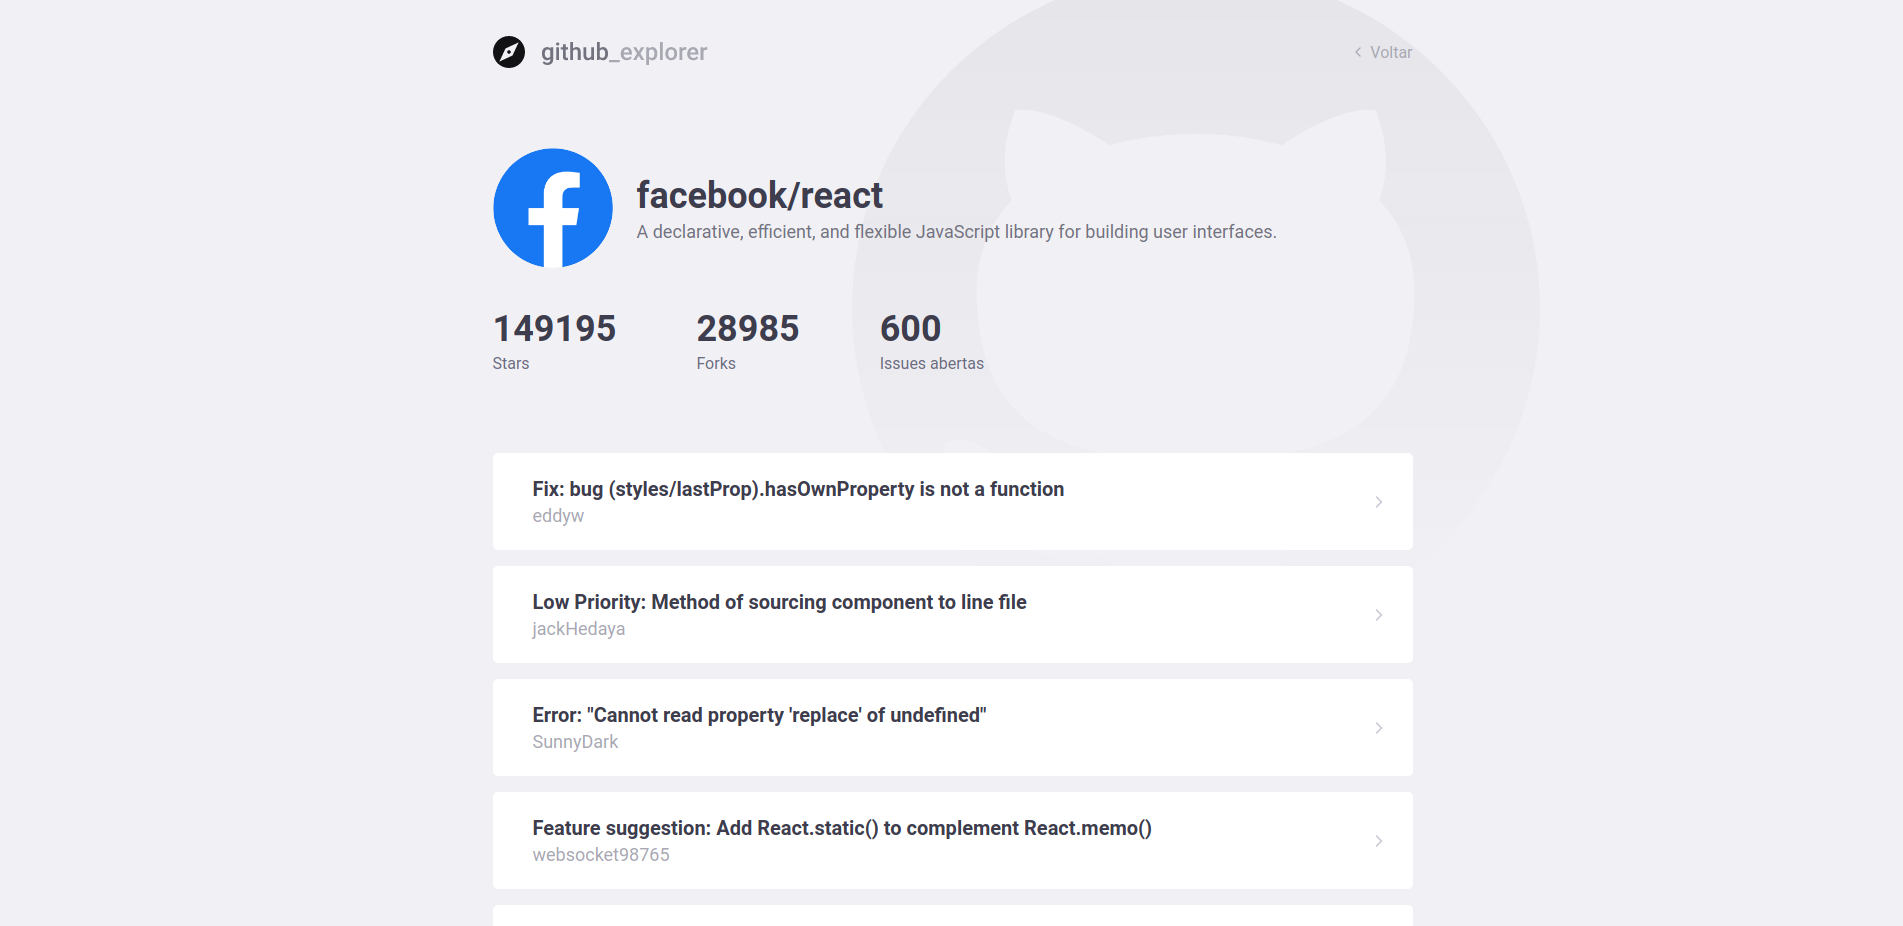 github_explorer
Voltar
facebook/react
A declarative, efficient, and flexible JavaScript library for building user interfaces.
149195 28985 600
Stars Forks Issues abertas
Fix: bug (styles/lastProp).hasOwnProperty is not a function
eddyw
Low Priority: Method of sourcing component to line file
jackHedaya
Error: "Cannot read property 'replace' of undefined"
SunnyDark
Feature suggestion: Add React.static() to complement React.memo()
websocket98765